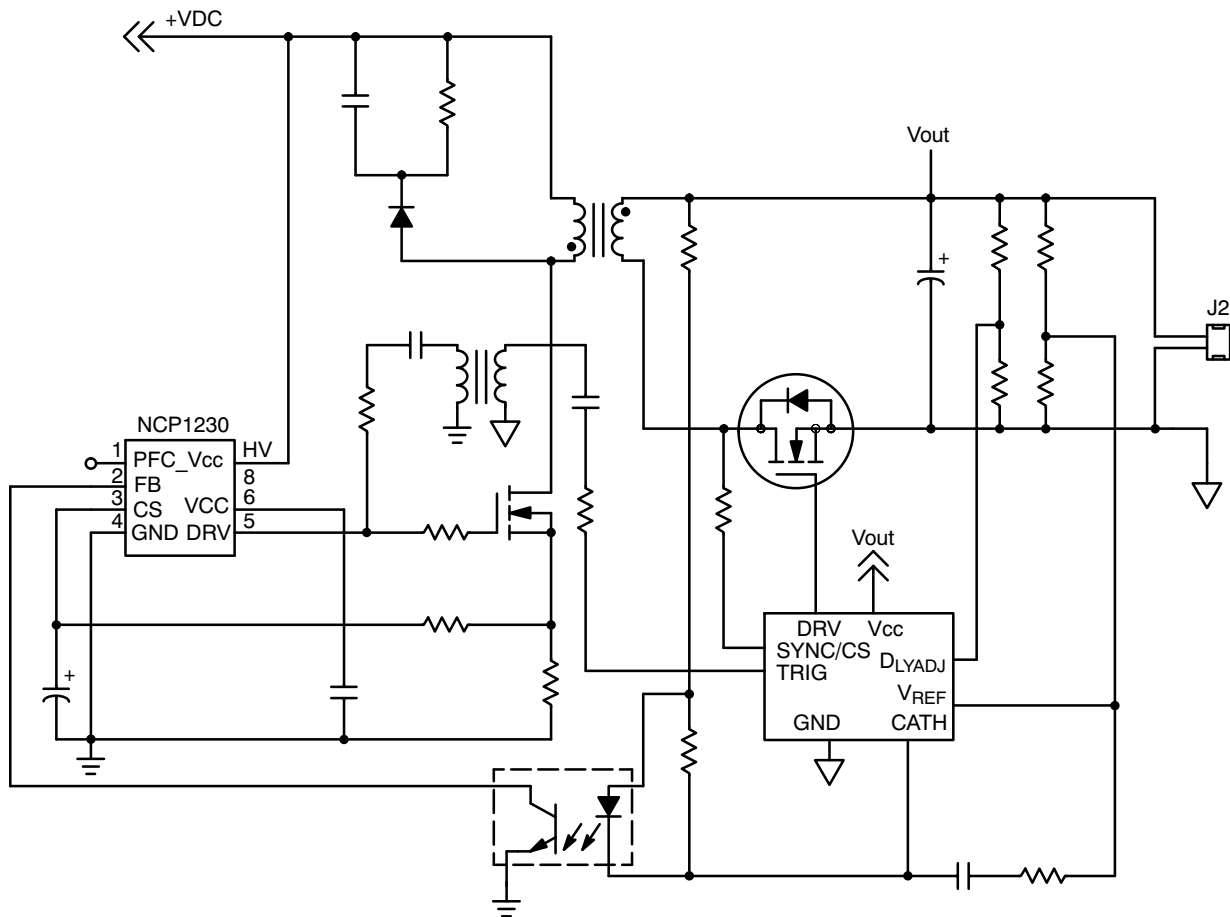 +VDC
Vout
J2
+
NCP1230
1 PFC_Vcc HV 8
2 FB
3 CS VCC 6
4 GND DRV 5
+
Vout
DRV Vcc
SYNC/CS DLYADJ
TRIG
VREF
GND CATH